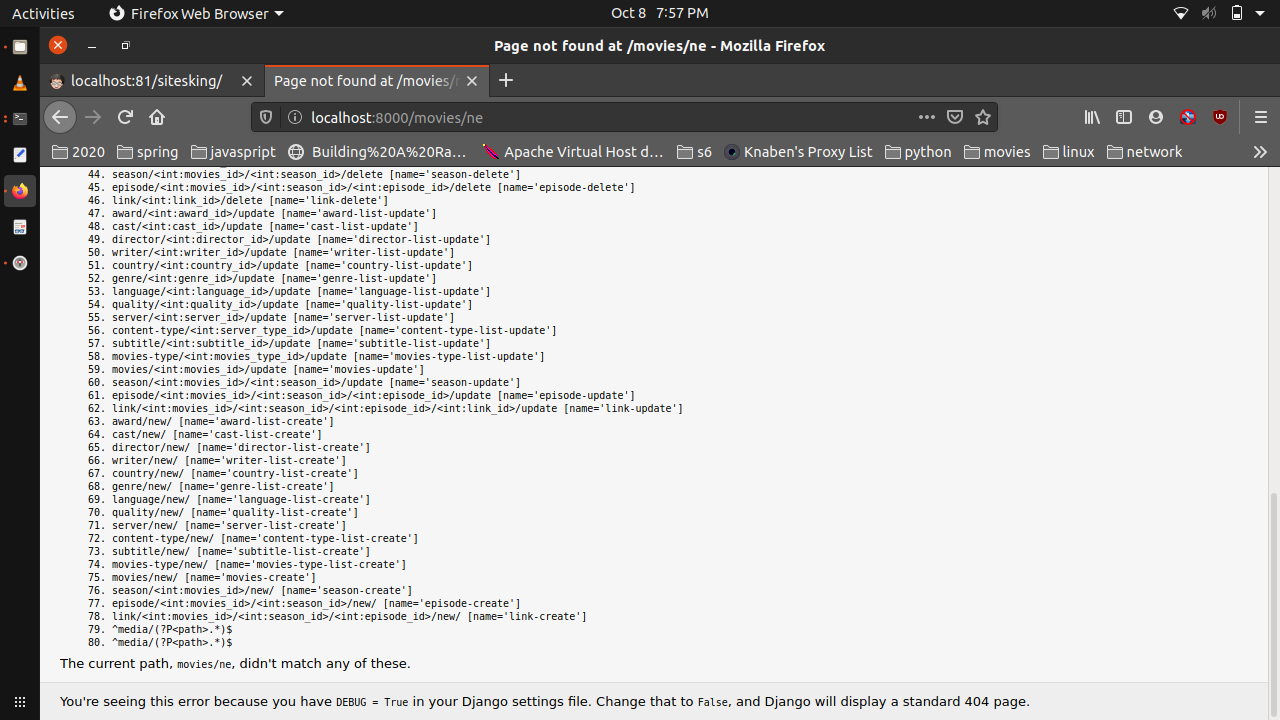 Activities Firefox Web Browser Oct 8 7:57 PM
Page not found at /movies/ne - Mozilla Firefox
localhost:81/sitesking/ Page not found at /movies/n
localhost:8000/movies/ne
2020 spring javascript Building%20A%20Ra… Apache Virtual Host d… s6 Knaben's Proxy List python movies linux network
44. season/<int:movies_id>/<int:season_id>/delete [name='season-delete']
45. episode/<int:movies_id>/<int:season_id>/<int:episode_id>/delete [name='episode-delete']
46. link/<int:link_id>/delete [name='link-delete']
47. award/<int:award_id>/update [name='award-list-update']
48. cast/<int:cast_id>/update [name='cast-list-update']
49. director/<int:director_id>/update [name='director-list-update']
50. writer/<int:writer_id>/update [name='writer-list-update']
51. country/<int:country_id>/update [name='country-list-update']
52. genre/<int:genre_id>/update [name='genre-list-update']
53. language/<int:language_id>/update [name='language-list-update']
54. quality/<int:quality_id>/update [name='quality-list-update']
55. server/<int:server_id>/update [name='server-list-update']
56. content-type/<int:server_type_id>/update [name='content-type-list-update']
57. subtitle/<int:subtitle_id>/update [name='subtitle-list-update']
58. movies-type/<int:movies_type_id>/update [name='movies-type-list-update']
59. movies/<int:movies_id>/update [name='movies-update']
60. season/<int:movies_id>/<int:season_id>/update [name='season-update']
61. episode/<int:movies_id>/<int:season_id>/<int:episode_id>/update [name='episode-update']
62. link/<int:movies_id>/<int:season_id>/<int:episode_id>/<int:link_id>/update [name='link-update']
63. award/new/ [name='award-list-create']
64. cast/new/ [name='cast-list-create']
65. director/new/ [name='director-list-create']
66. writer/new/ [name='writer-list-create']
67. country/new/ [name='country-list-create']
68. genre/new/ [name='genre-list-create']
69. language/new/ [name='language-list-create']
70. quality/new/ [name='quality-list-create']
71. server/new/ [name='server-list-create']
72. content-type/new/ [name='content-type-list-create']
73. subtitle/new/ [name='subtitle-list-create']
74. movies-type/new/ [name='movies-type-list-create']
75. movies/new/ [name='movies-create']
76. season/<int:movies_id>/new/ [name='season-create']
77. episode/<int:movies_id>/<int:season_id>/new/ [name='episode-create']
78. link/<int:movies_id>/<int:season_id>/<int:episode_id>/new/ [name='link-create']
79. ^media/(?P<path>.*)$
80. ^media/(?P<path>.*)$
The current path, movies/ne, didn't match any of these.
You're seeing this error because you have DEBUG = True in your Django settings file. Change that to False, and Django will display a standard 404 page.